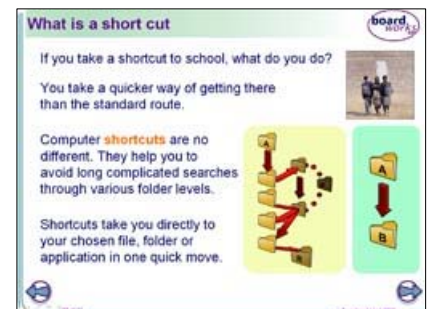 What is a short cut
board
works
If you take a shortcut to school, what do you do?
You take a quicker way of getting there
than the standard route.
Computer shortcuts are no
different. They help you to
avoid long complicated searches
through various folder levels.
Shortcuts take you directly to
your chosen file, folder or
application in one quick move.
A
B
A
B